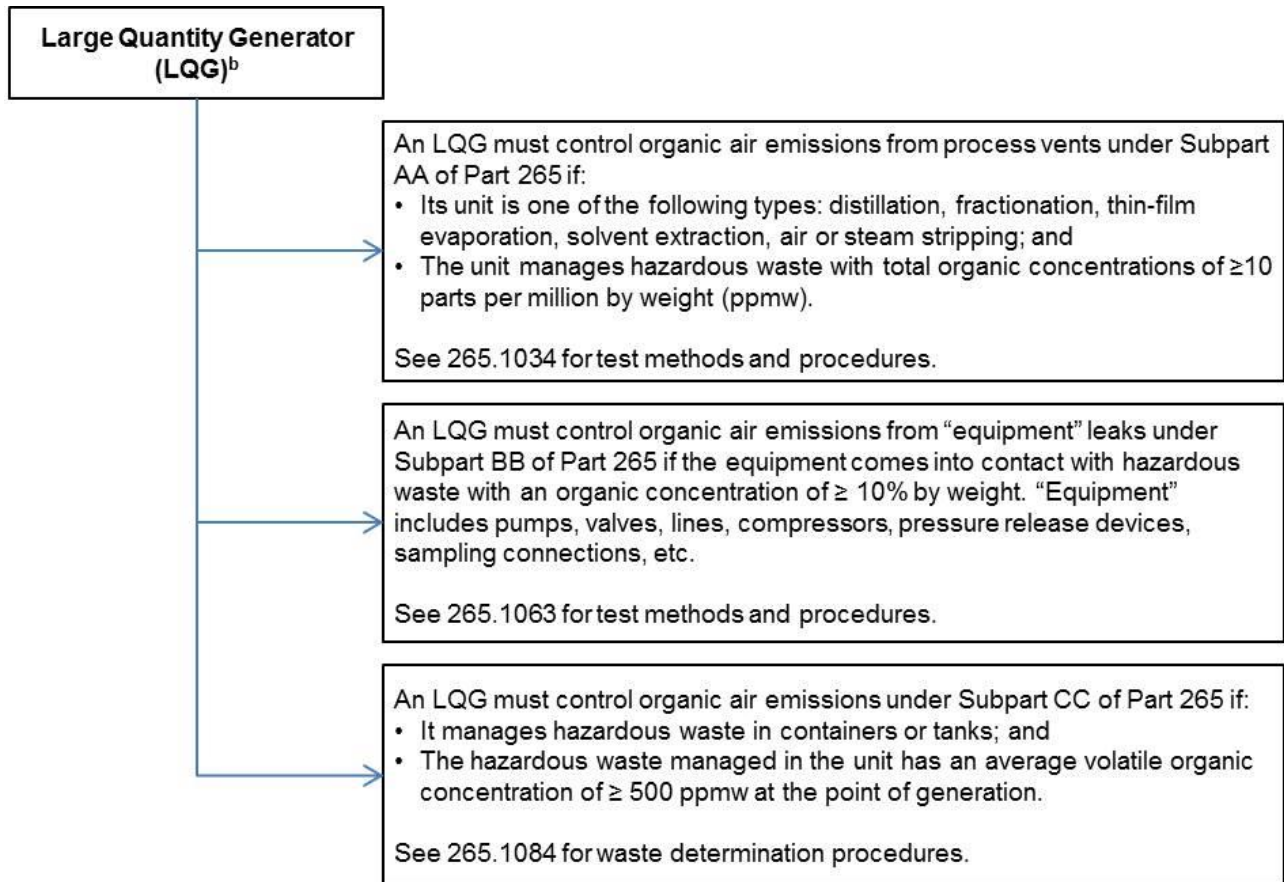 Large Quantity Generator
(LQG)b
An LQG must control organic air emissions from process vents under Subpart
AA of Part 265 if:
• Its unit is one of the following types: distillation, fractionation, thin-film
evaporation, solvent extraction, air or steam stripping; and
• The unit manages hazardous waste with total organic concentrations of ≥10
parts per million by weight (ppmw).
See 265.1034 for test methods and procedures.
An LQG must control organic air emissions from “equipment” leaks under
Subpart BB of Part 265 if the equipment comes into contact with hazardous
waste with an organic concentration of ≥ 10% by weight. “Equipment”
includes pumps, valves, lines, compressors, pressure release devices,
sampling connections, etc.
See 265.1063 for test methods and procedures.
An LQG must control organic air emissions under Subpart CC of Part 265 if:
• It manages hazardous waste in containers or tanks; and
• The hazardous waste managed in the unit has an average volatile organic
concentration of ≥ 500 ppmw at the point of generation.
See 265.1084 for waste determination procedures.